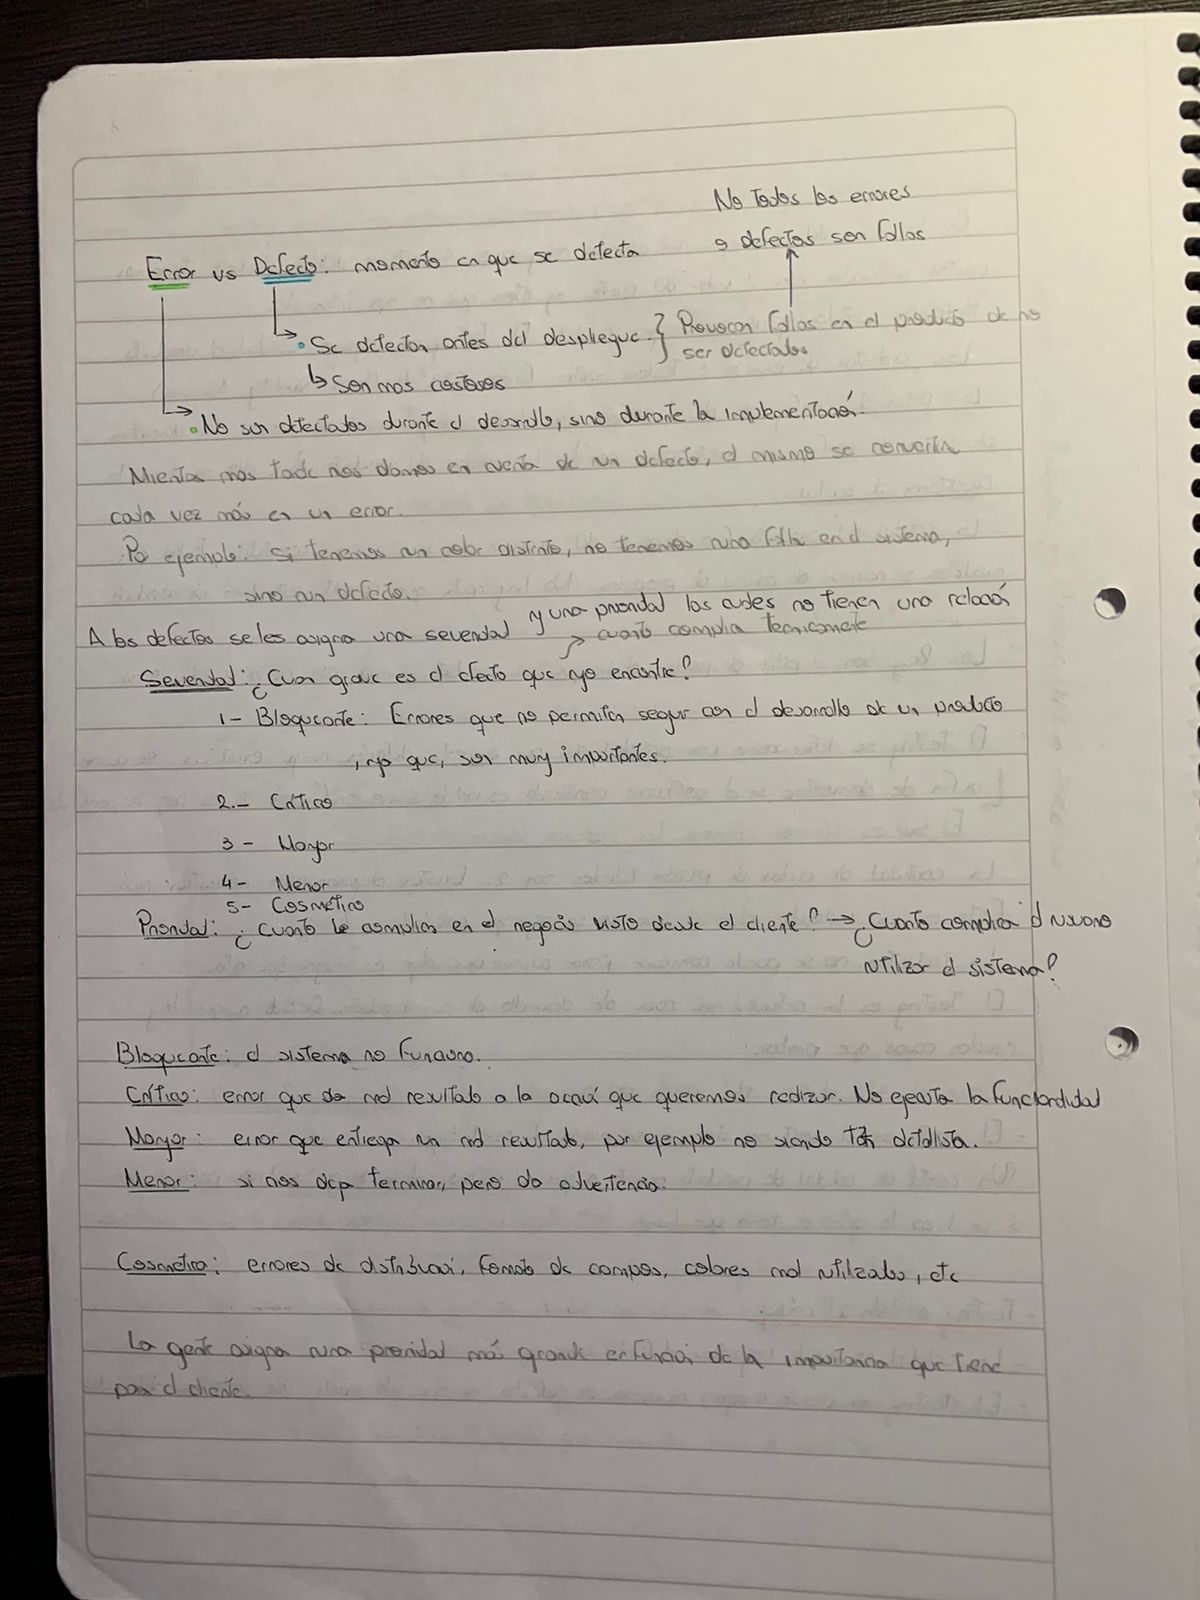 No todos los errores
o defectos son fallos
Error vs Defecto: momento en que se detecta
• Se detectan antes del despliegue } Provocan fallos en el producto de no
ser detectados
↳ Son mas costosos
• No son detectados durante el desarrollo, sino durante la implementación.
Mientas mas tarde nos damos en cuenta de un defecto, el mismo se convertira
cada vez más en un error.
Por ejemplo: si tenemos un color distinto, no tenemos una falla en el sistema,
sino un defecto.
A los defectos se les asigna una severidad y una prioridad las cuales no tienen una relación
cuanto complica tecnicamente
Severidad: ¿Cuan grave es el efecto que yo encontre?
1- Bloqueante: Errores que no permiten seguir con el desarrollo de un producto
, ya que, son muy importantes.
2.- Crítico
3- Mayor
4- Menor
5- Cosmético
Prioridad: ¿Cuanto le complica en el negocio visto desde el cliente? → ¿Cuanto complica el usuario
utilizar el sistema?
Bloqueante: el sistema no funciona.
Crítico: error que da mal resultado a la acción que queremos realizar. No ejecuta la funcionalidad
Mayor: error que entrega un mal resultado, por ejemplo no siendo tan detallista.
Menor: si nos deja terminar, pero da advertencia.
Cosmetico: errores de distribución, formato de campos, colores mal utilizados, etc
La gente asigna una prioridad más grande en función de la importancia que tiene
para el cliente.